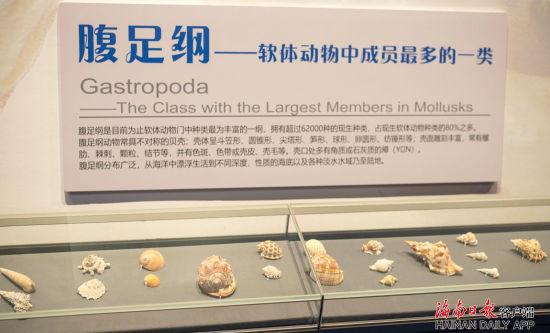 腹足纲——软体动物中成员最多的一类
Gastropoda
——The Class with the Largest Members in Mollusks
腹足纲是目前为止软体动物门中种类最为丰富的一纲，拥有超过62000种的现生种类，占现生软体动物种类的80%之多。
腹足纲动物常具不对称的贝壳；壳体呈斗笠形、圆锥形、尖塔形、笋形、球形、卵圆形、纺锤形等；壳面雕刻丰富，常有螺
肋、棘刺、颗粒、结节等，并有色斑、色带或壳皮、壳毛等。壳口处多有角质或石灰质的厣（YǍN）。
腹足纲分布广泛，从海洋中漂浮生活到不同深度、性质的海底以及各种淡水水域乃至陆地。
海南日报客户端
HAINAN DAILY APP